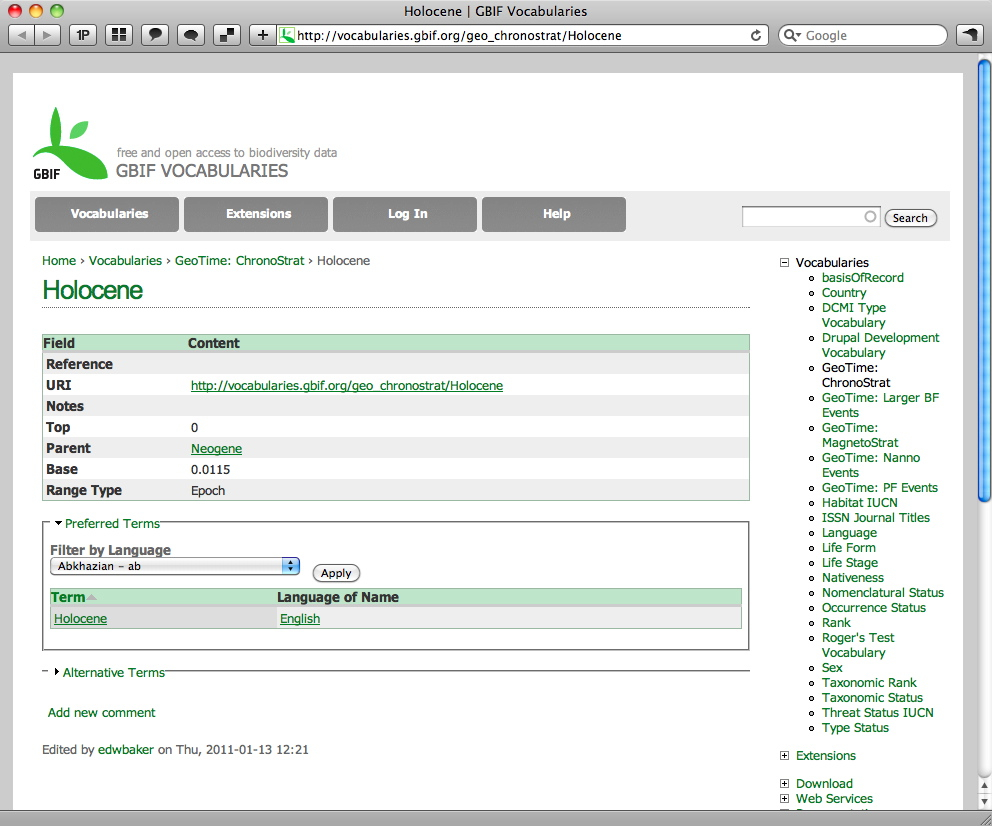 Holocene | GBIF Vocabularies
1P
http://vocabularies.gbif.org/geo_chronostrat/Holocene
Google
GBIF
free and open access to biodiversity data
GBIF VOCABULARIES
Vocabularies Extensions Log In Help
Search
Home › Vocabularies › GeoTime: ChronoStrat › Holocene
Holocene
Field Content
Reference
URI http://vocabularies.gbif.org/geo_chronostrat/Holocene
Notes
Top 0
Parent Neogene
Base 0.0115
Range Type Epoch
Preferred Terms
Filter by Language
Abkhazian - ab
Apply
Term Language of Name
Holocene English
Alternative Terms
Add new comment
Edited by edwbaker on Thu, 2011-01-13 12:21
Vocabularies
basisOfRecord
Country
DCMI Type
Vocabulary
Drupal Development
Vocabulary
GeoTime:
ChronoStrat
GeoTime: Larger BF
Events
GeoTime:
MagnetoStrat
GeoTime: Nanno
Events
GeoTime: PF Events
Habitat IUCN
ISSN Journal Titles
Language
Life Form
Life Stage
Nativeness
Nomenclatural Status
Occurrence Status
Rank
Roger's Test
Vocabulary
Sex
Taxonomic Rank
Taxonomic Status
Threat Status IUCN
Type Status
Extensions
Download
Web Services